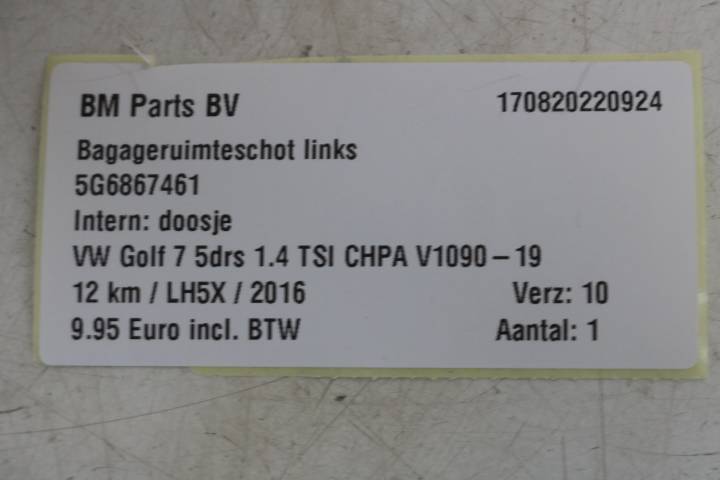 BM Parts BV 170820220924
Bagageruimteschot links
5G6867461
Intern: doosje
VW Golf 7 5drs 1.4 TSI CHPA V1090-19
12 km / LH5X / 2016 Verz: 10
9.95 Euro incl. BTW Aantal: 1